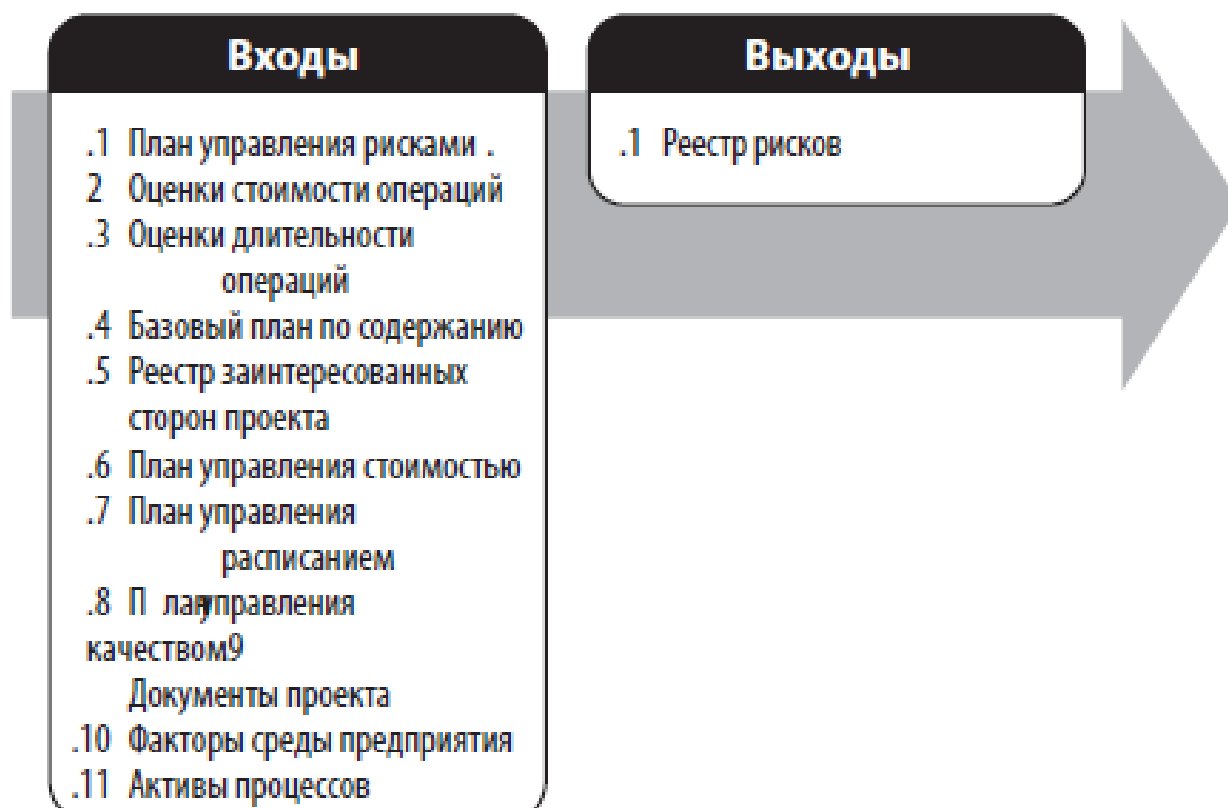 Входы
.1 План управления рисками .
2 Оценки стоимости операций
.3 Оценки длительности
операций
.4 Базовый план по содержанию
.5 Реестр заинтересованных
сторон проекта
.6 План управления стоимостью
.7 План управления
расписанием
.8 П лан управления
качеством9
Документы проекта
.10 Факторы среды предприятия
.11 Активы процессов
Выходы
.1 Реестр рисков